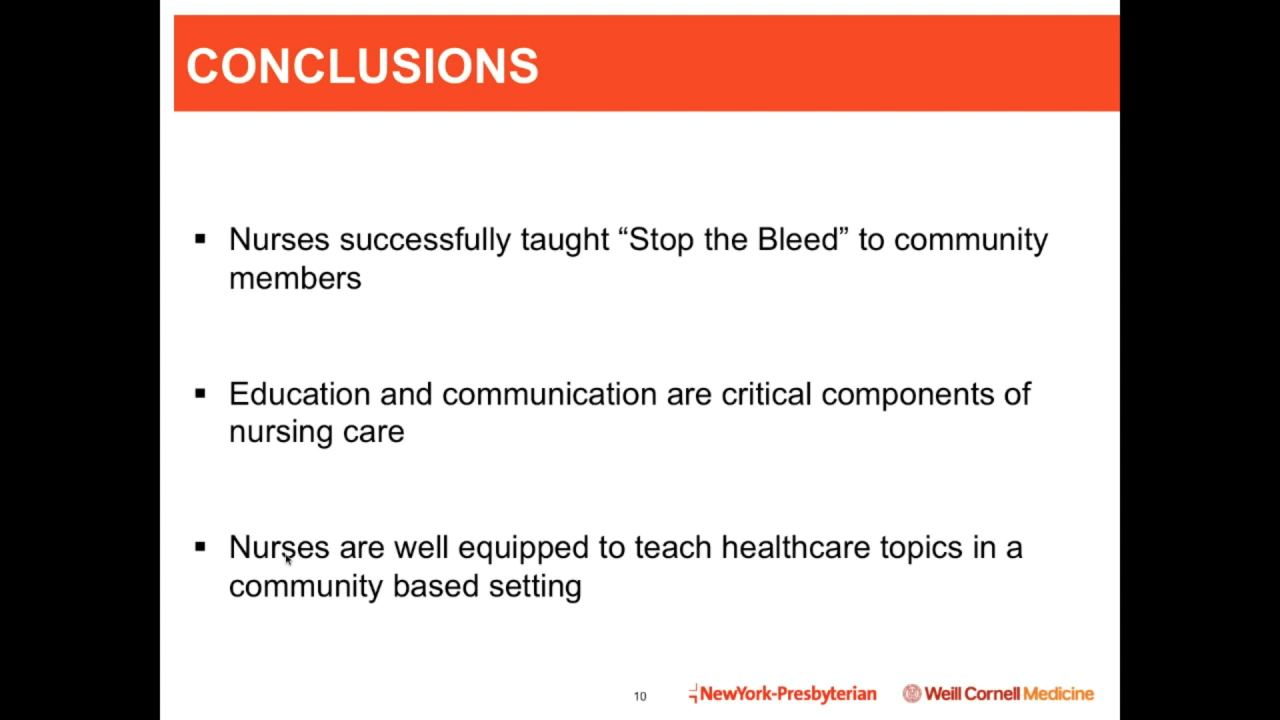 CONCLUSIONS
▪ Nurses successfully taught “Stop the Bleed” to community
members
▪ Education and communication are critical components of
nursing care
▪ Nurses are well equipped to teach healthcare topics in a
community based setting
10
NewYork-Presbyterian
Weill Cornell Medicine